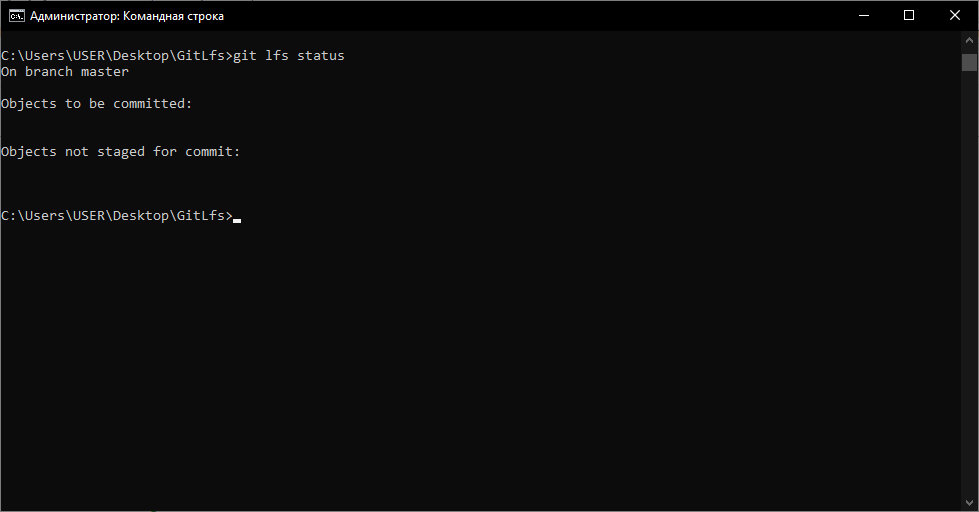 Администратор: Командная строка
C:\Users\USER\Desktop\GitLfs>git lfs status
On branch master
Objects to be committed:
Objects not staged for commit:
C:\Users\USER\Desktop\GitLfs>